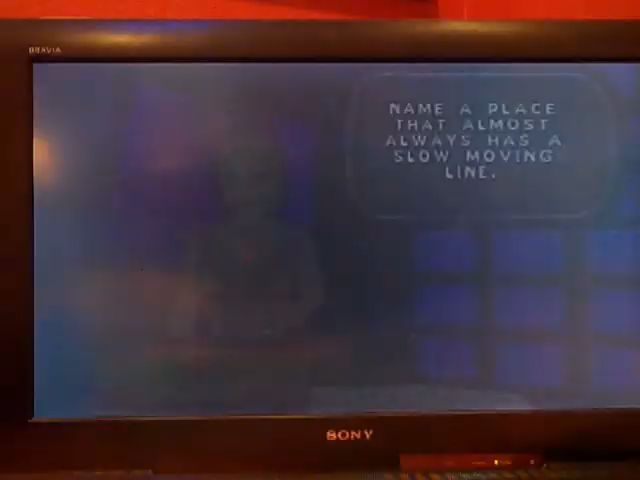 BRAVIA
NAME A PLACE
THAT ALMOST
ALWAYS HAS A
SLOW MOVING
LINE.
SONY